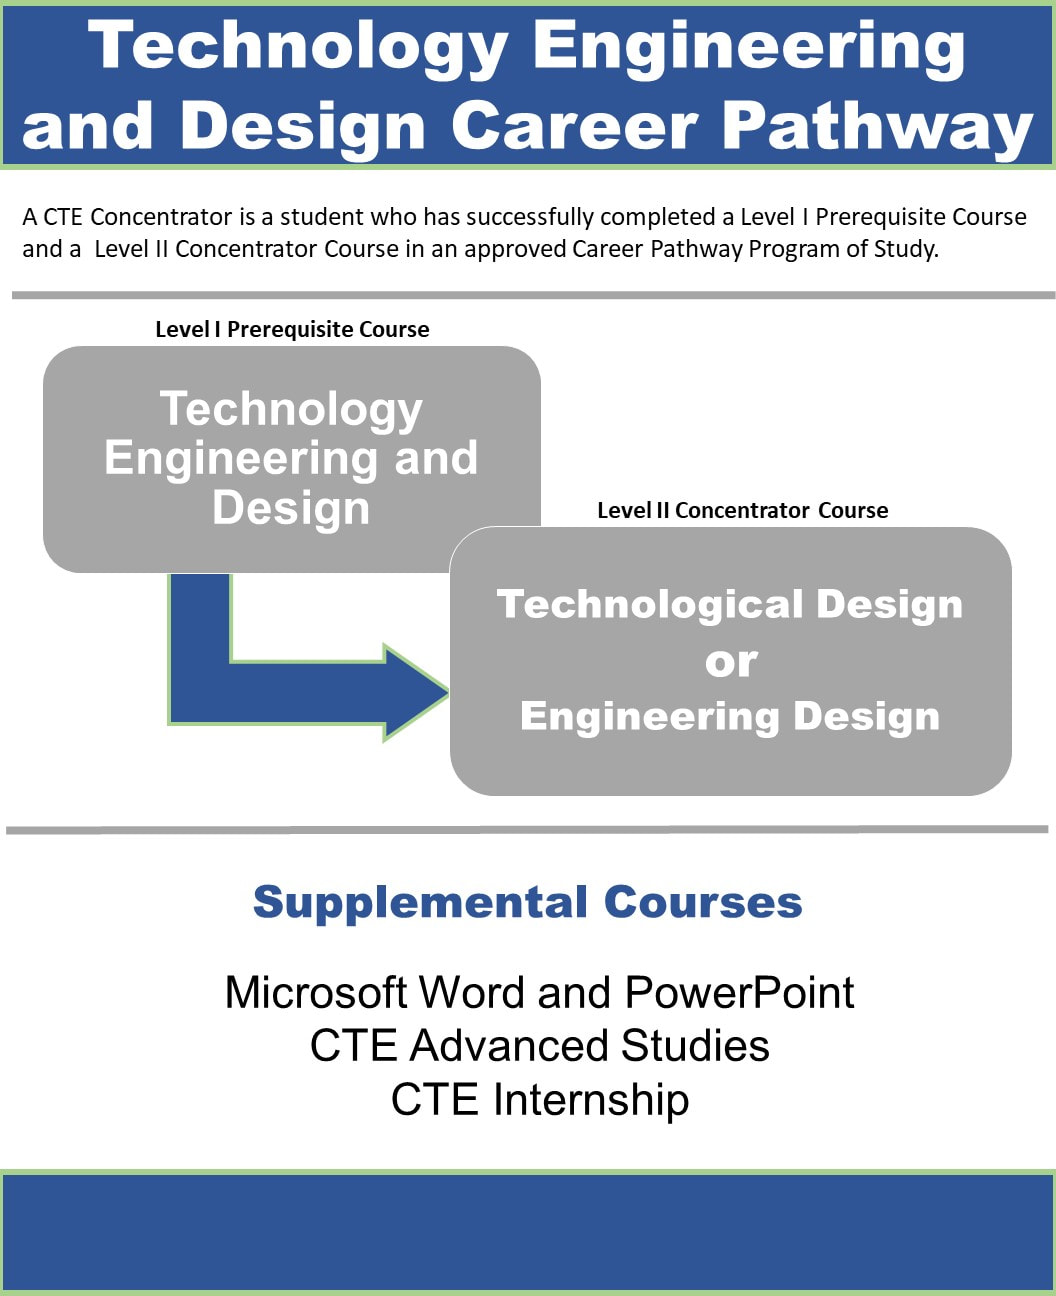 Technology Engineering
and Design Career Pathway
A CTE Concentrator is a student who has successfully completed a Level I Prerequisite Course
and a  Level II Concentrator Course in an approved Career Pathway Program of Study.
Level I Prerequisite Course
Technology
Engineering and
Design
Level II Concentrator Course
Technological Design
or
Engineering Design
Supplemental Courses
Microsoft Word and PowerPoint
CTE Advanced Studies
CTE Internship